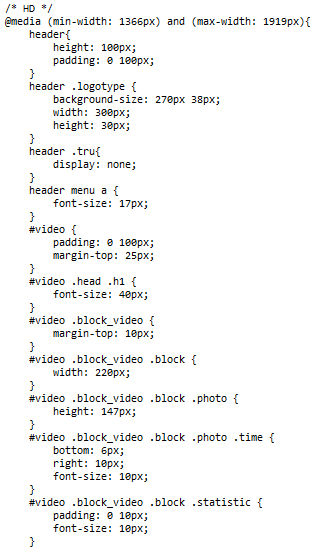 /* HD */
@media (min-width: 1366px) and (max-width: 1919px){
    header{
        height: 100px;
        padding: 0 100px;
    }
    header .logotype {
        background-size: 270px 38px;
        width: 300px;
        height: 30px;
    }
    header .tru{
        display: none;
    }
    header menu a {
        font-size: 17px;
    }
    #video {
        padding: 0 100px;
        margin-top: 25px;
    }
    #video .head .h1 {
        font-size: 40px;
    }
    #video .block_video {
        margin-top: 10px;
    }
    #video .block_video .block {
        width: 220px;
    }
    #video .block_video .block .photo {
        height: 147px;
    }
    #video .block_video .block .photo .time {
        bottom: 6px;
        right: 10px;
        font-size: 10px;
    }
    #video .block_video .block .statistic {
        padding: 0 10px;
        font-size: 10px;
    }